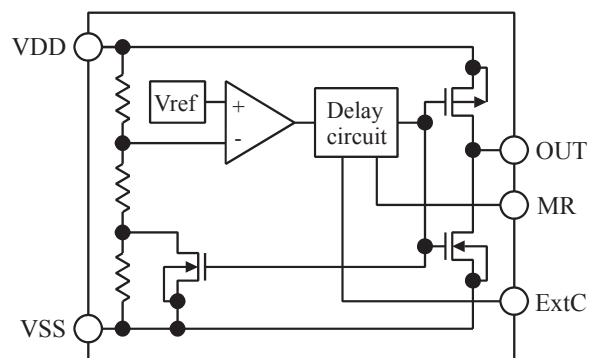 VDD
Vref
+
-
Delay
circuit
OUT
MR
ExtC
VSS